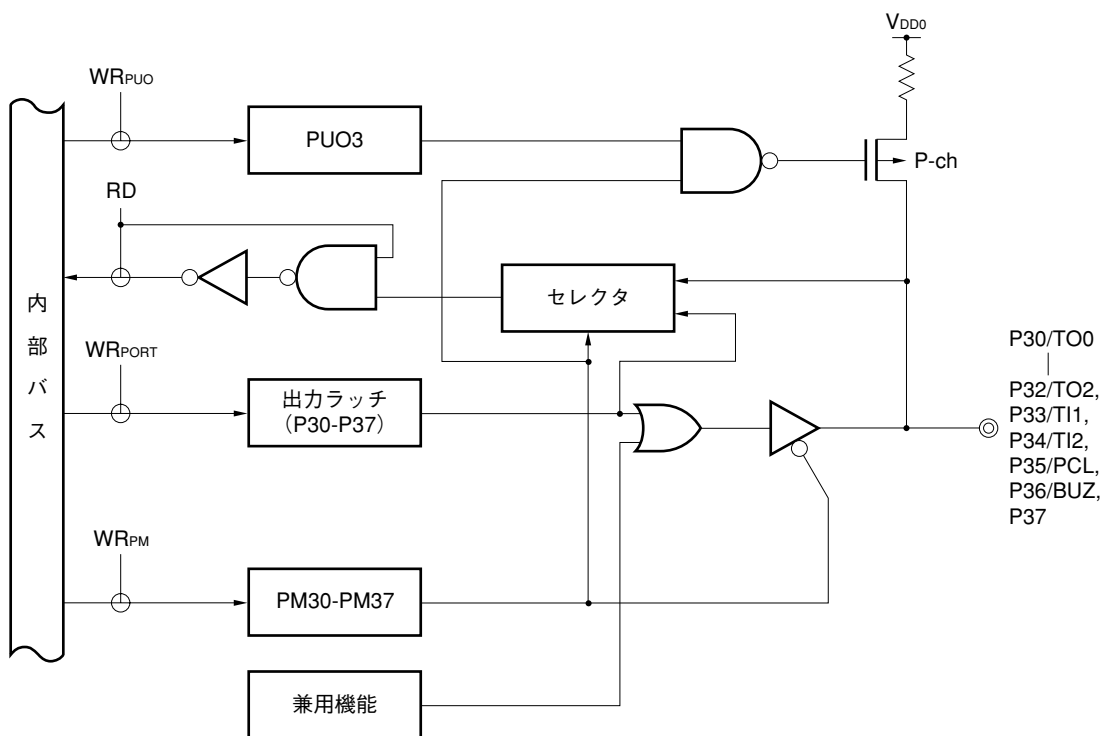 VDD0
WRPUO
PUO3
P-ch
RD
セレクタ
内部バス
WRPORT
出力ラッチ
（P30-P37）
P30/TO0
P32/TO2,
P33/TI1,
P34/TI2,
P35/PCL,
P36/BUZ,
P37
WRPM
PM30-PM37
兼用機能